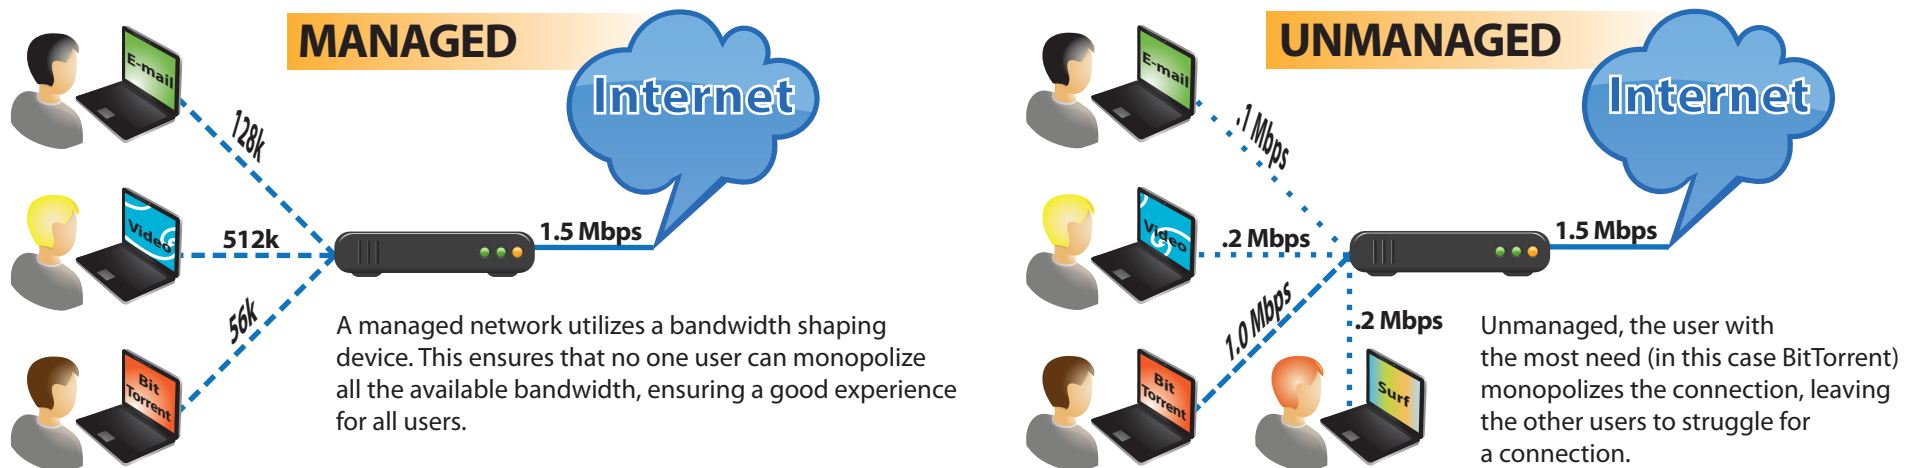 MANAGED
Internet
E-mail
128k
Video
512k
1.5 Mbps
56k
Bit
Torrent
A managed network utilizes a bandwidth shaping
device. This ensures that no one user can monopolize
all the available bandwidth, ensuring a good experience
for all users.
UNMANAGED
Internet
E-mail
.1 Mbps
Video
.2 Mbps
1.5 Mbps
1.0 Mbps
.2 Mbps
Bit
Torrent
Surf
Unmanaged, the user with
the most need (in this case BitTorrent)
monopolizes the connection, leaving
the other users to struggle for
a connection.